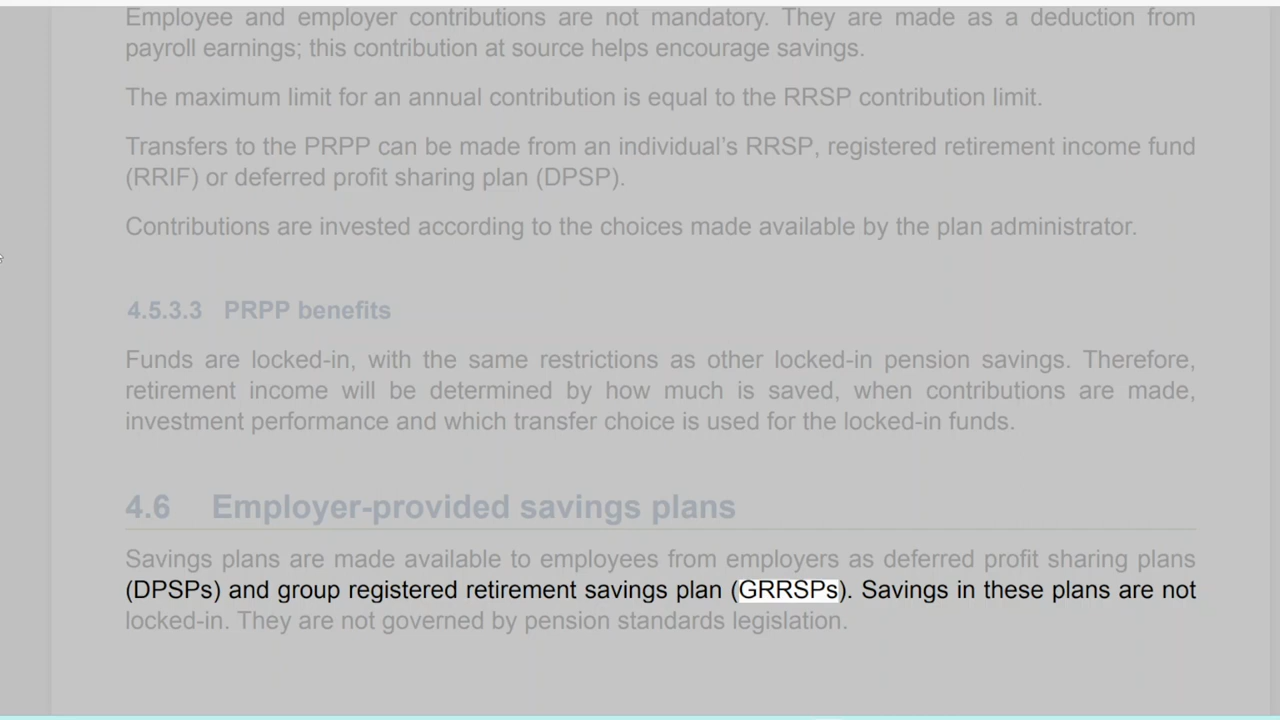 Employee and employer contributions are not mandatory. They are made as a deduction from
payroll earnings; this contribution at source helps encourage savings.
The maximum limit for an annual contribution is equal to the RRSP contribution limit.
Transfers to the PRPP can be made from an individual's RRSP, registered retirement income fund
(RRIF) or deferred profit sharing plan (DPSP).
Contributions are invested according to the choices made available by the plan administrator.
4.5.3.3 PRPP benefits
Funds are locked-in, with the same restrictions as other locked-in pension savings. Therefore,
retirement income will be determined by how much is saved, when contributions are made,
investment performance and which transfer choice is used for the locked-in funds.
4.6 Employer-provided savings plans
Savings plans are made available to employees from employers as deferred profit sharing plans
(DPSPs) and group registered retirement savings plan (GRRSPs). Savings in these plans are not
locked-in. They are not governed by pension standards legislation.